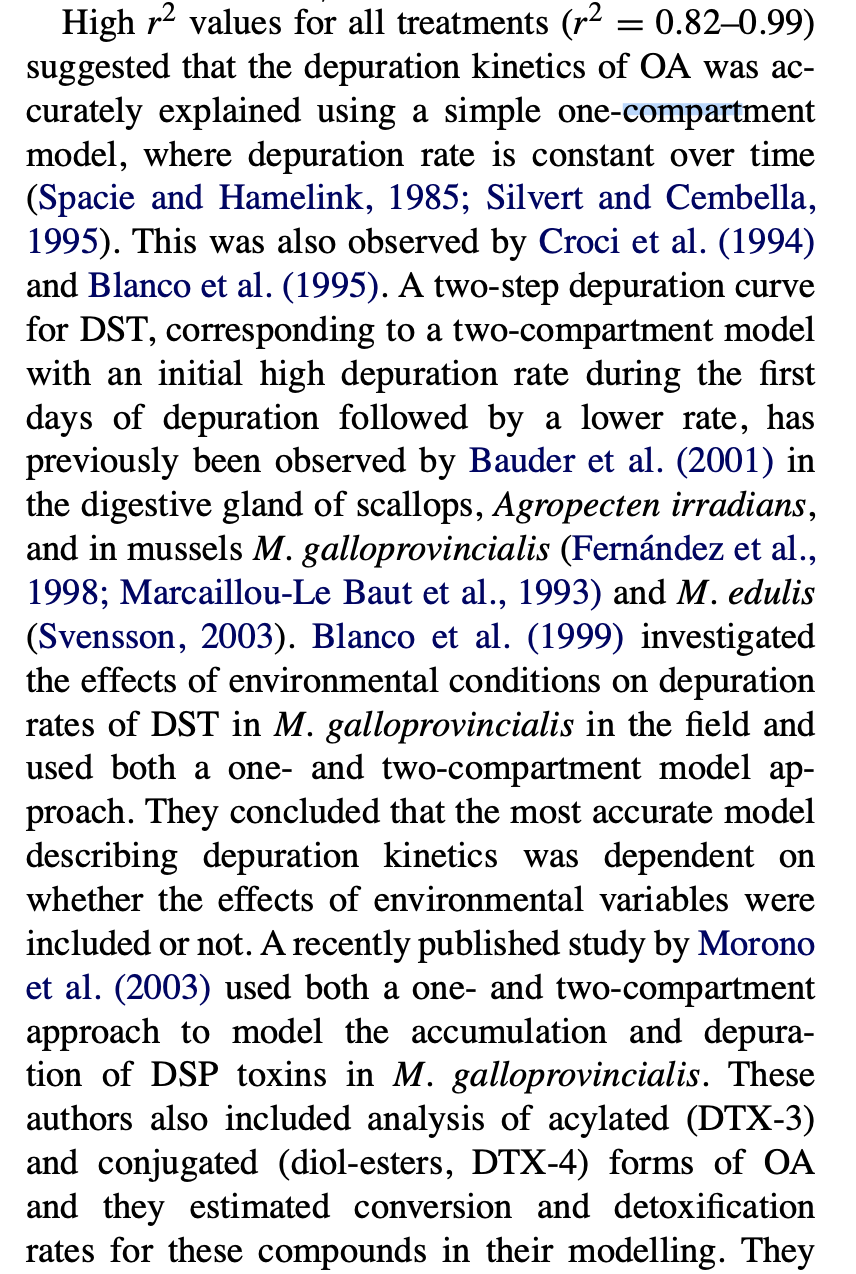 High r² values for all treatments (r² = 0.82–0.99)
suggested that the depuration kinetics of OA was ac-
curately explained using a simple one-compartment
model, where depuration rate is constant over time
(Spacie and Hamelink, 1985; Silvert and Cembella,
1995). This was also observed by Croci et al. (1994)
and Blanco et al. (1995). A two-step depuration curve
for DST, corresponding to a two-compartment model
with an initial high depuration rate during the first
days of depuration followed by a lower rate, has
previously been observed by Bauder et al. (2001) in
the digestive gland of scallops, Agropecten irradians,
and in mussels M. galloprovincialis (Fernández et al.,
1998; Marcaillou-Le Baut et al., 1993) and M. edulis
(Svensson, 2003). Blanco et al. (1999) investigated
the effects of environmental conditions on depuration
rates of DST in M. galloprovincialis in the field and
used both a one- and two-compartment model ap-
proach. They concluded that the most accurate model
describing depuration kinetics was dependent on
whether the effects of environmental variables were
included or not. A recently published study by Morono
et al. (2003) used both a one- and two-compartment
approach to model the accumulation and depura-
tion of DSP toxins in M. galloprovincialis. These
authors also included analysis of acylated (DTX-3)
and conjugated (diol-esters, DTX-4) forms of OA
and they estimated conversion and detoxification
rates for these compounds in their modelling. They